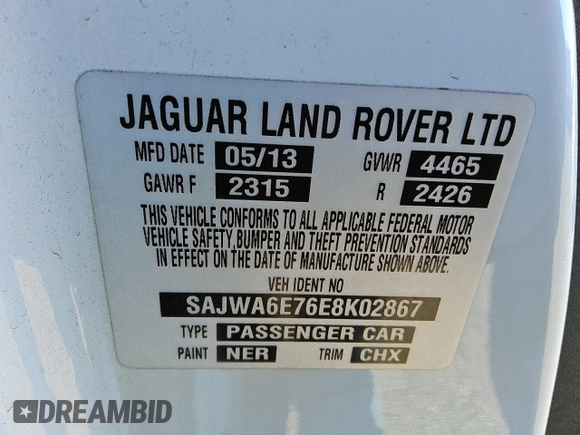 JAGUAR LAND ROVER LTD
MFD DATE 05/13 GVWR 4465
GAWR F 2315 R 2426
THIS VEHICLE CONFORMS TO ALL APPLICABLE FEDERAL MOTOR
VEHICLE SAFETY,BUMPER AND THEFT PREVENTION STANDARDS
IN EFFECT ON THE DATE OF MANUFACTURE SHOWN ABOVE.
VEH IDENT NO
SAJWA6E76E8K02867
TYPE PASSENGER CAR
PAINT NER TRIM CHX
DREAMBID